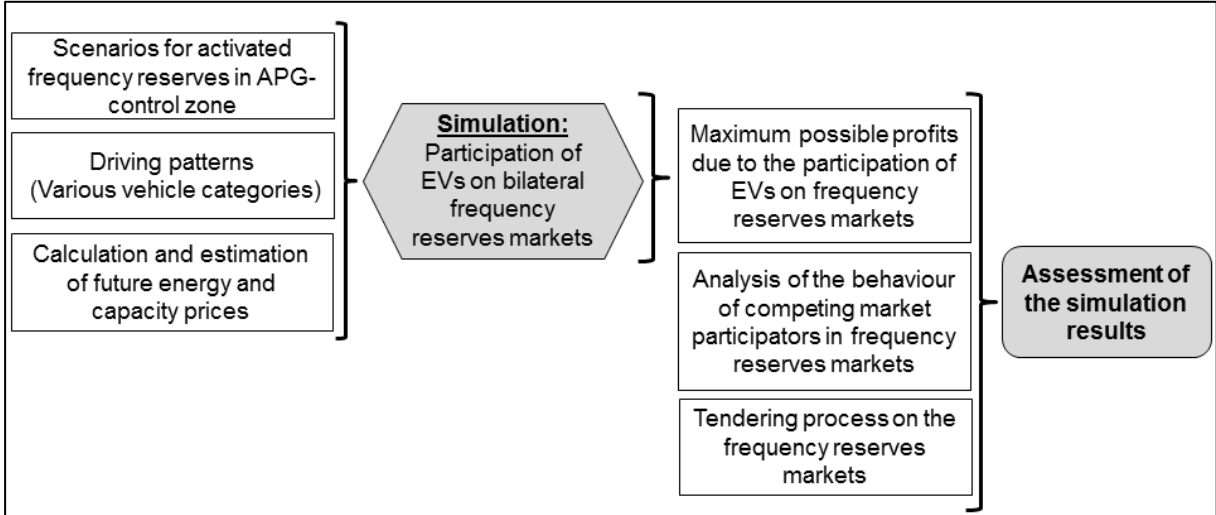 Scenarios for activated
frequency reserves in APG-
control zone
Driving patterns
(Various vehicle categories)
Calculation and estimation
of future energy and
capacity prices
Simulation:
Participation of
EVs on bilateral
frequency
reserves markets
Maximum possible profits
due to the participation of
EVs on frequency
reserves markets
Analysis of the behaviour
of competing market
participators in frequency
reserves markets
Tendering process on the
frequency reserves
markets
Assessment of
the simulation
results